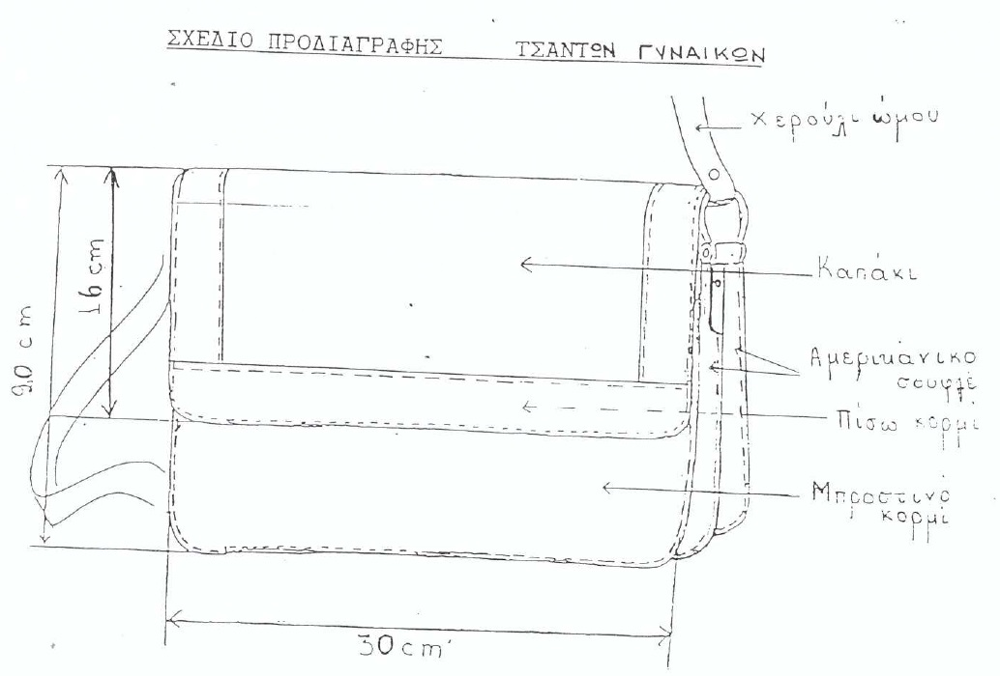 ΣΧΕΔΙΟ ΠΡΟΔΙΑΓΡΑΦΗΣ ΤΣΑΝΤΩΝ ΓΥΝΑΙΚΩΝ
Χερούλι ώμου
Καπάκι
16 cm
Αμερικάνικο
σουφλέ
Πίσω κορμί
Μπροστινό
κορμί
30 cm